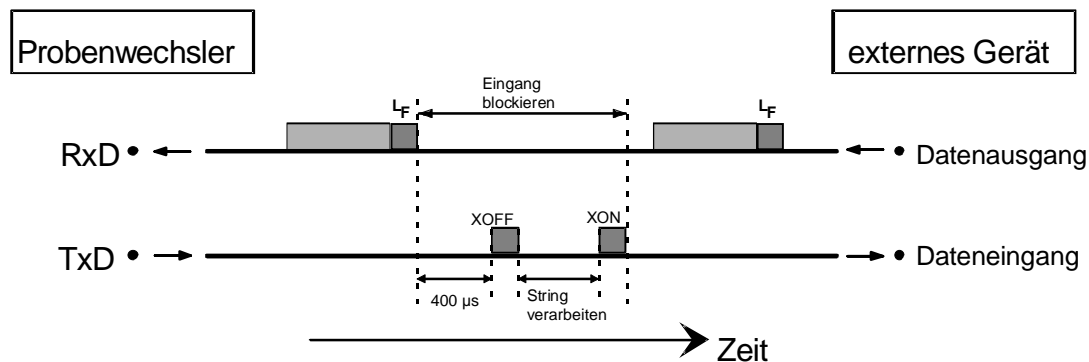 Probenwechsler
externes Gerät
Eingang
blockieren
LF
LF
RxD
Datenausgang
XOFF
XON
TxD
Dateneingang
400 µs
String
verarbeiten
Zeit